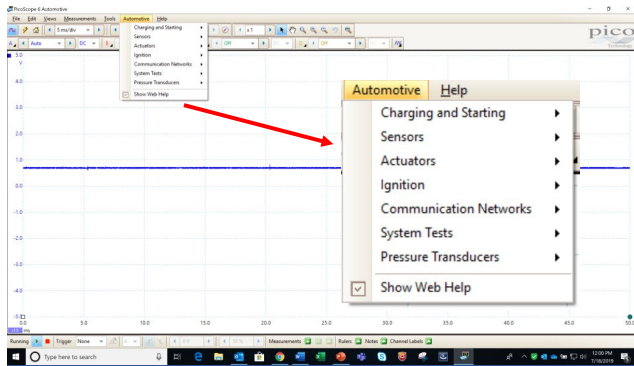 PicoScope 6 Automotive
File Edit Views Measurements Tools Automotive Help
5 ms/div x1
pico
Technology
A Auto DC Off Off
Charging and Starting
Sensors
Actuators
Ignition
Communication Networks
System Tests
Pressure Transducers
Show Web Help
Automotive Help
Charging and Starting
Sensors
Actuators
Ignition
Communication Networks
System Tests
Pressure Transducers
Show Web Help
5.0
V
4.0
3.0
2.0
1.0
0.0
-1.0
-2.0
-3.0
-4.0
-5.0
0.0 5.0 10.0 15.0 20.0 25.0 30.0 35.0 40.0 45.0 50.0
ms
Running Trigger None Measurements Rulers Notes Channel Labels
Type here to search
12:00 PM
7/18/2019